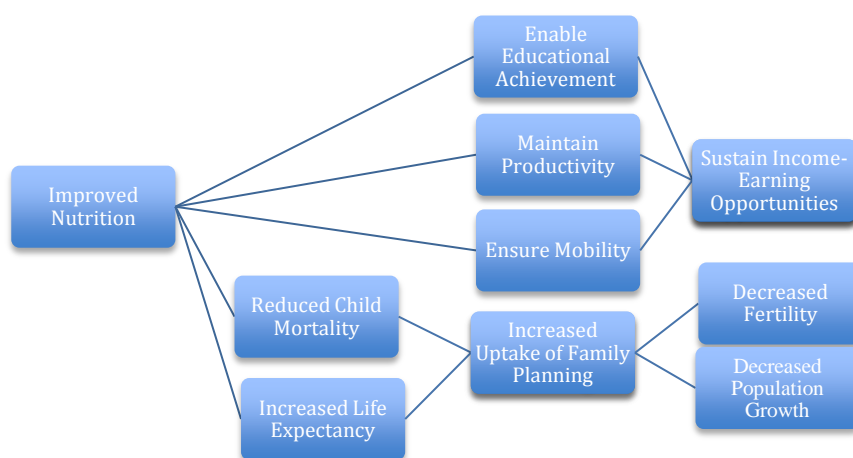 Improved
Nutrition
Enable
Educational
Achievement
Maintain
Productivity
Ensure Mobility
Sustain Income-
Earning
Opportunities
Reduced Child
Mortality
Increased Life
Expectancy
Increased
Uptake of Family
Planning
Decreased
Fertility
Decreased
Population
Growth